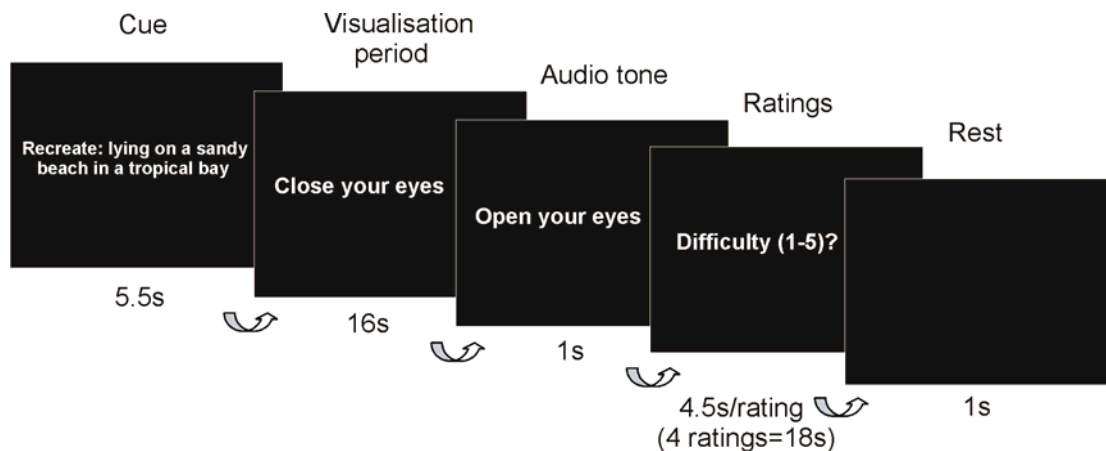 Cue
Recreate: lying on a sandy
beach in a tropical bay
5.5s
Visualisation
period
Close your eyes
16s
Audio tone
Open your eyes
1s
Ratings
Difficulty (1-5)?
4.5s/rating
(4 ratings=18s)
Rest
1s